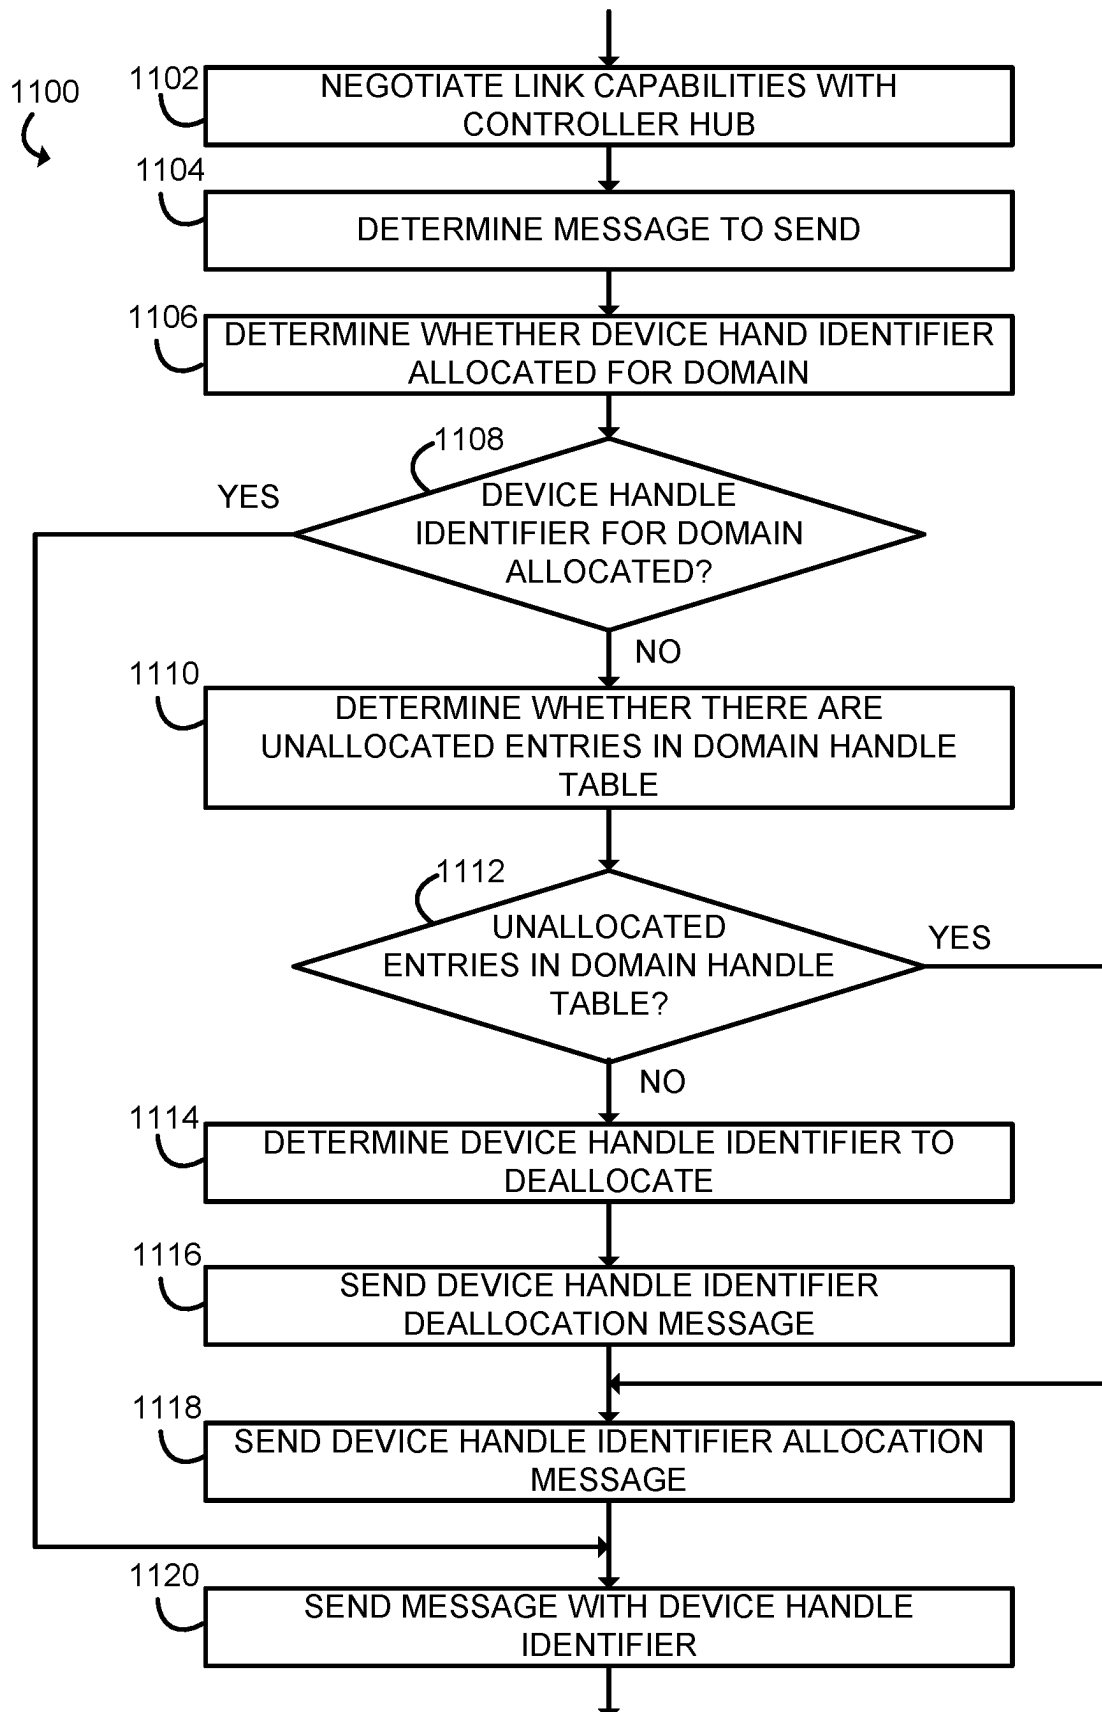 1100
1102
NEGOTIATE LINK CAPABILITIES WITH
CONTROLLER HUB
1104
DETERMINE MESSAGE TO SEND
1106
DETERMINE WHETHER DEVICE HAND IDENTIFIER
ALLOCATED FOR DOMAIN
1108
YES
DEVICE HANDLE
IDENTIFIER FOR DOMAIN
ALLOCATED?
NO
1110
DETERMINE WHETHER THERE ARE
UNALLOCATED ENTRIES IN DOMAIN HANDLE
TABLE
1112
UNALLOCATED
ENTRIES IN DOMAIN HANDLE
TABLE?
YES
NO
1114
DETERMINE DEVICE HANDLE IDENTIFIER TO
DEALLOCATE
1116
SEND DEVICE HANDLE IDENTIFIER
DEALLOCATION MESSAGE
1118
SEND DEVICE HANDLE IDENTIFIER ALLOCATION
MESSAGE
1120
SEND MESSAGE WITH DEVICE HANDLE
IDENTIFIER